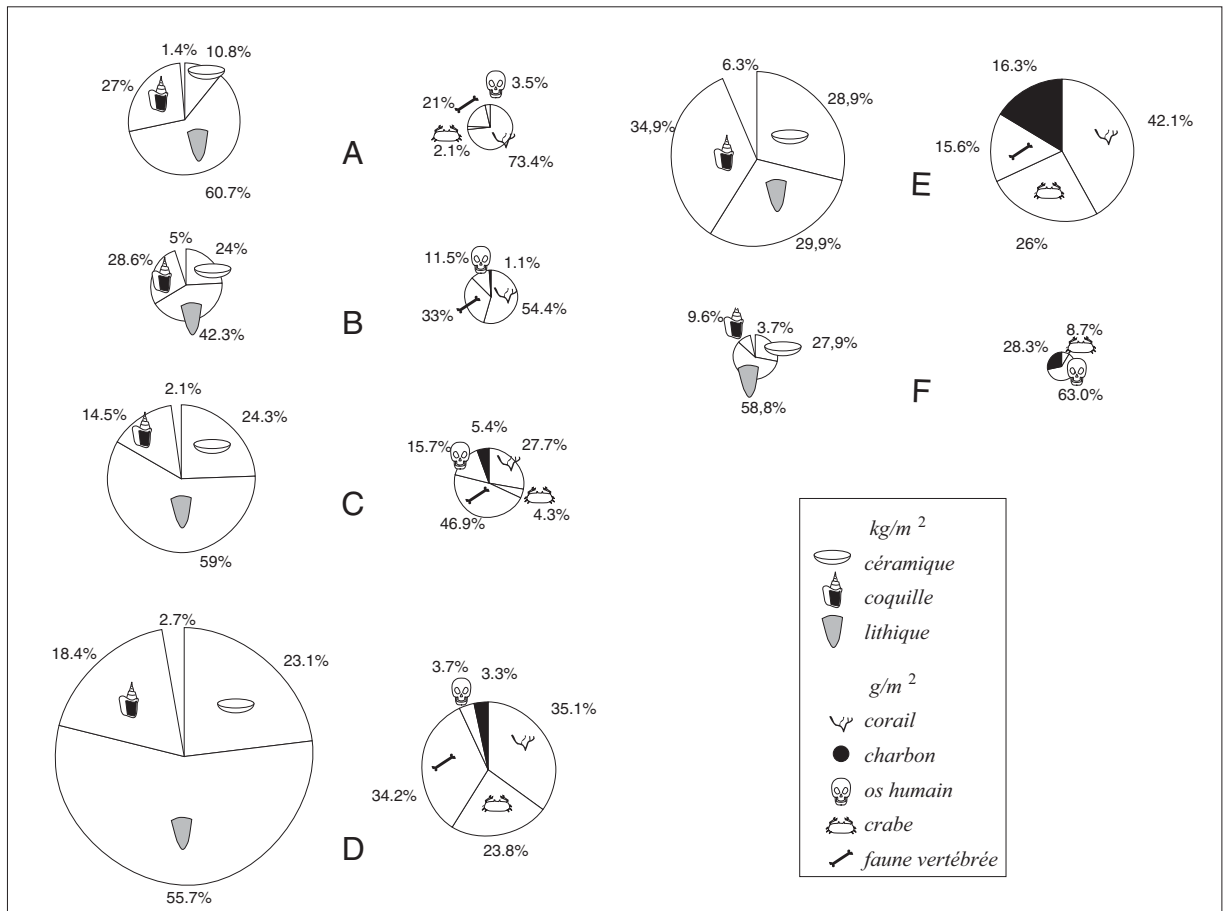 1.4% 10.8%
27%
60.7%
A
3.5%
21%
2.1%
73.4%
6.3%
28,9%
34,9%
29,9%
E
16.3%
42.1%
15.6%
26%
5%
24%
28.6%
42.3%
B
11.5% 1.1%
33%
54.4%
9.6%
3.7%
27,9%
58,8%
F
8.7%
28.3%
63.0%
2.1%
14.5%
24.3%
59%
C
5.4%
15.7%
27.7%
46.9%
4.3%
2.7%
18.4%
23.1%
55.7%
D
3.7% 3.3%
35.1%
34.2%
23.8%
kg/m 2
céramique
coquille
lithique
g/m 2
corail
charbon
os humain
crabe
faune vertébrée